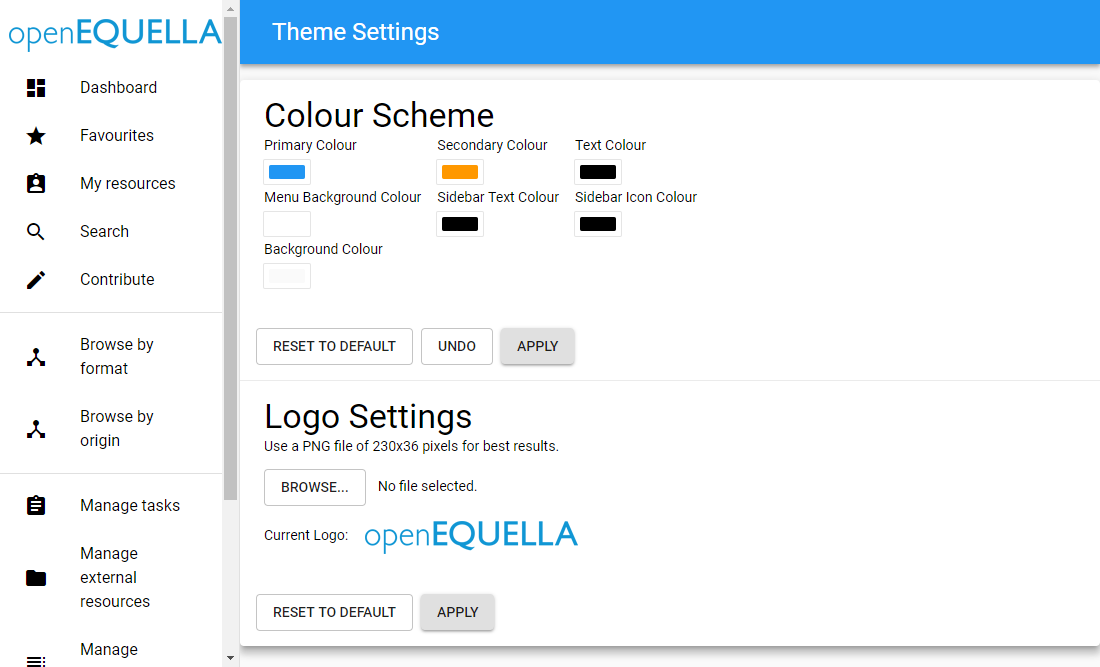 openEQUELLA
Dashboard
Favourites
My resources
Search
Contribute
Browse by
format
Browse by
origin
Manage tasks
Manage
external
resources
Manage
Theme Settings
Colour Scheme
Primary Colour Secondary Colour Text Colour
Menu Background Colour Sidebar Text Colour Sidebar Icon Colour
Background Colour
RESET TO DEFAULT UNDO APPLY
Logo Settings
Use a PNG file of 230x36 pixels for best results.
BROWSE... No file selected.
Current Logo: openEQUELLA
RESET TO DEFAULT APPLY